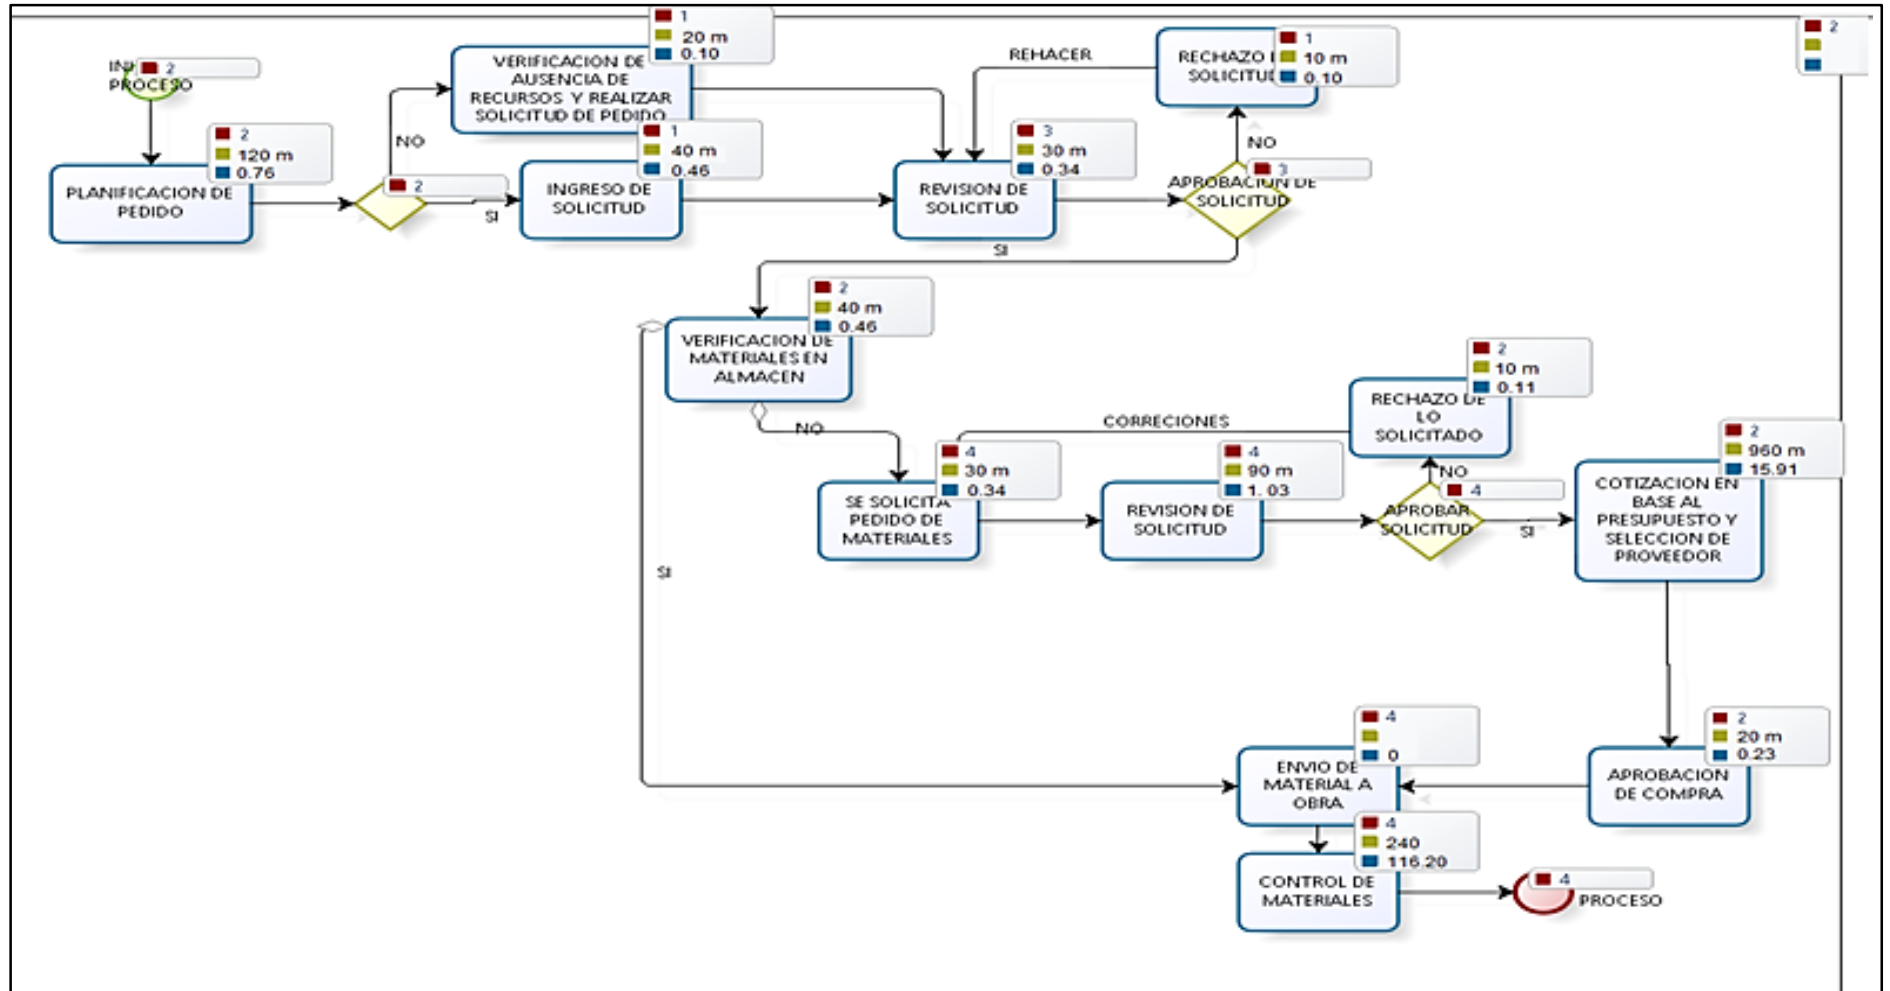 2
PROCESO
2
120 m
0.76
PLANIFICACION DE
PEDIDO
2
NO
SI
1
20 m
0.10
VERIFICACION DE
AUSENCIA DE
RECURSOS Y REALIZAR
SOLICITUD DE PEDIDO
1
40 m
0.46
INGRESO DE
SOLICITUD
3
30 m
0.34
REVISION DE
SOLICITUD
REHACER
1
10 m
0.10
RECHAZO
SOLICITUD
NO
3
APROBACION DE
SOLICITUD
SI
2
2
40 m
0.46
VERIFICACION DE
MATERIALES EN
ALMACEN
NO
SI
4
30 m
0.34
SE SOLICITA
PEDIDO DE
MATERIALES
CORRECIONES
4
90 m
1. 03
REVISION DE
SOLICITUD
2
10 m
0.11
RECHAZO DE
LO
SOLICITADO
NO
4
APROBAR
SOLICITUD
SI
2
960 m
15.91
COTIZACION EN
BASE AL
PRESUPUESTO Y
SELECCION DE
PROVEEDOR
2
20 m
0.23
APROBACION
DE COMPRA
4
0
ENVIO DE
MATERIAL A
OBRA
4
240
116.20
CONTROL DE
MATERIALES
4
PROCESO